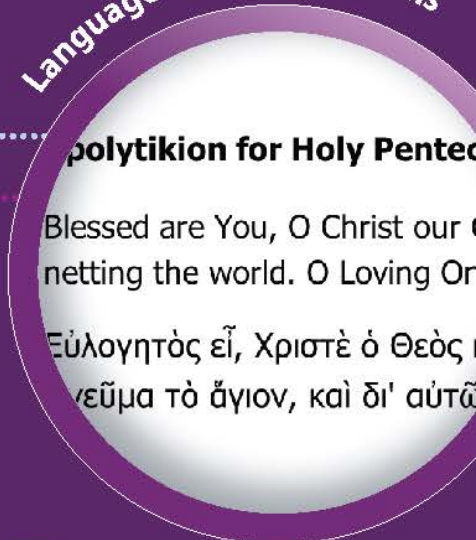 Language
polytikion for Holy Pentec
Blessed are You, O Christ our
netting the world. O Loving On
Εὐλογητὸς εἶ, Χριστὲ ὁ Θεὸς
νεῦμα τὸ ἅγιον, καὶ δι' αὐτῶ